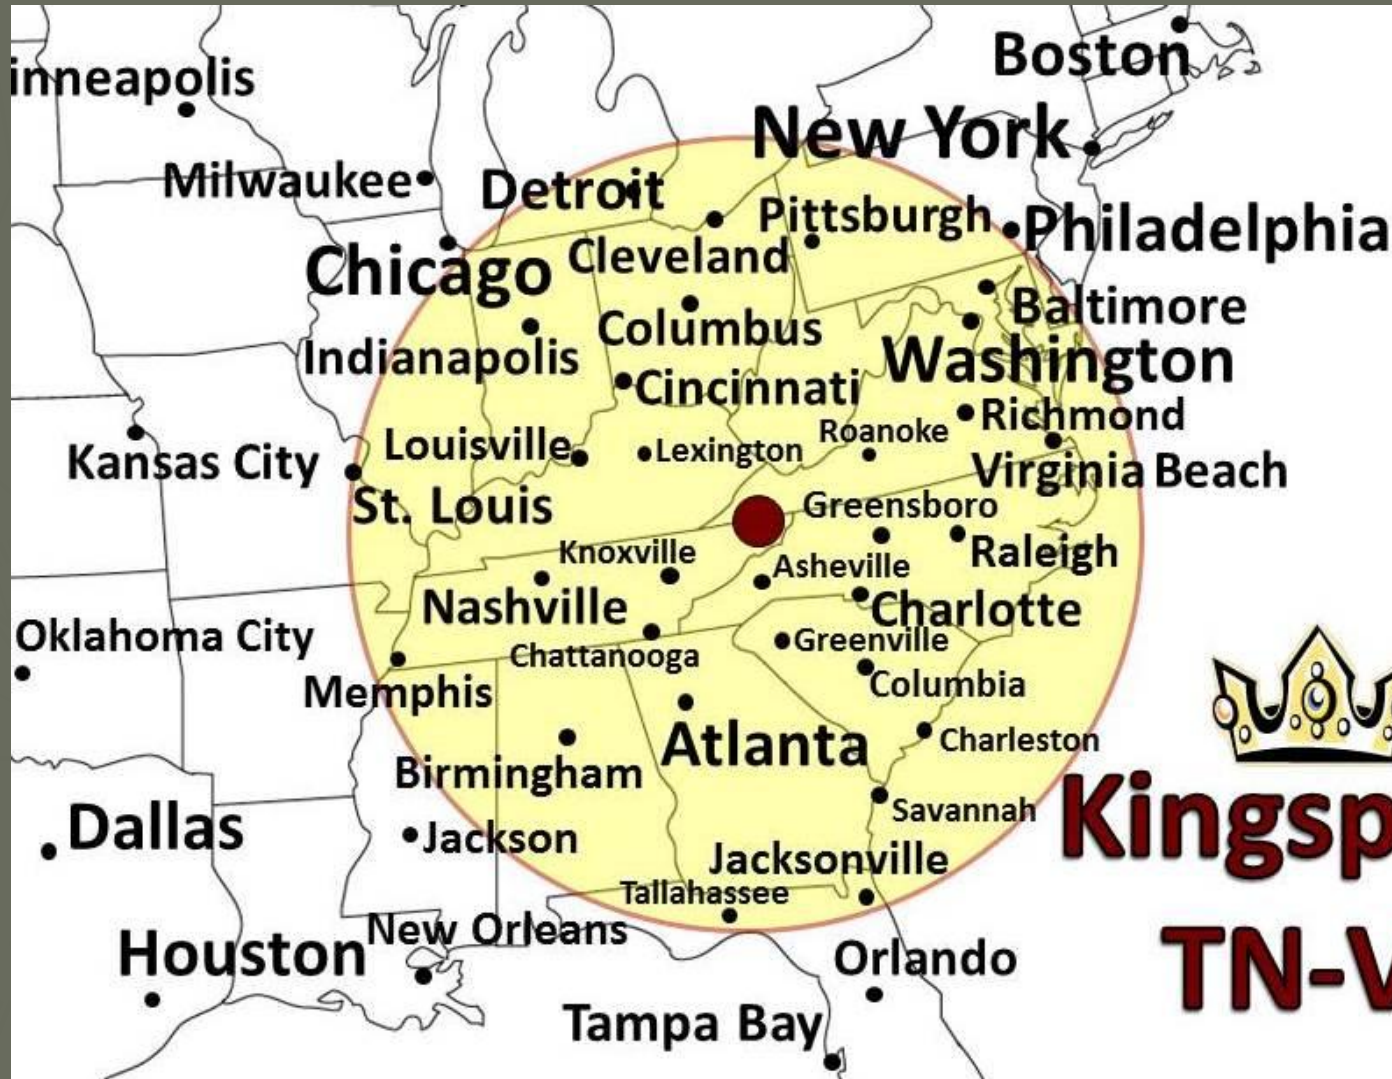 Boston
inneapolis
New York
Milwaukee
Detroit
Pittsburgh
Philadelphia
Chicago
Cleveland
Baltimore
Columbus
Indianapolis
Washington
Cincinnati
Richmond
Roanoke
Louisville
Lexington
Kansas City
Virginia Beach
St. Louis
Greensboro
Knoxville
Raleigh
Asheville
Nashville
Charlotte
Oklahoma City
Greenville
Chattanooga
Columbia
Memphis
Atlanta
Charleston
Birmingham
Savannah
Kingsp
Dallas
Jackson
Jacksonville
Tallahassee
New Orleans
Houston
Orlando
TN-V
Tampa Bay